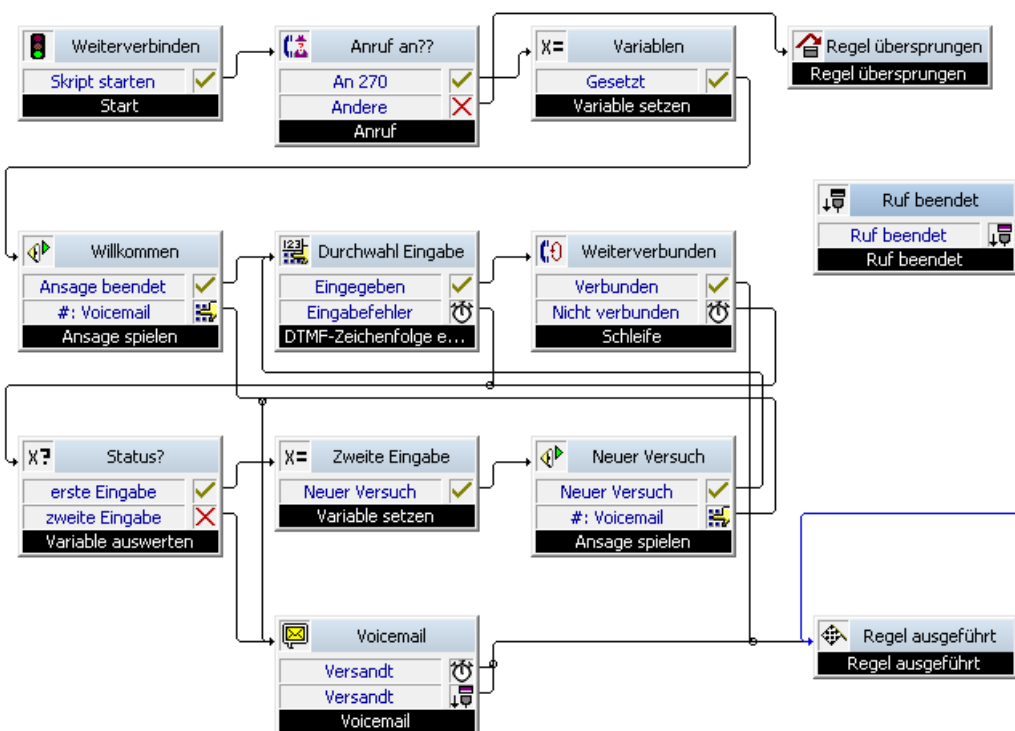 Weiterverbinden
Skript starten
Start
Anruf an??
An 270
Andere
Anruf
X=
Variablen
Gesetzt
Variable setzen
Regel übersprungen
Regel übersprungen
Ruf beendet
Ruf beendet
Ruf beendet
Willkommen
Ansage beendet
#: Voicemail
Ansage spielen
123
Durchwahl Eingabe
Eingegeben
Eingabefehler
DTMF-Zeichenfolge e...
Weiterverbunden
Verbunden
Nicht verbunden
Schleife
X?
Status?
erste Eingabe
zweite Eingabe
Variable auswerten
X=
Zweite Eingabe
Neuer Versuch
Variable setzen
Neuer Versuch
Neuer Versuch
#: Voicemail
Ansage spielen
Voicemail
Versandt
Versandt
Voicemail
Regel ausgeführt
Regel ausgeführt